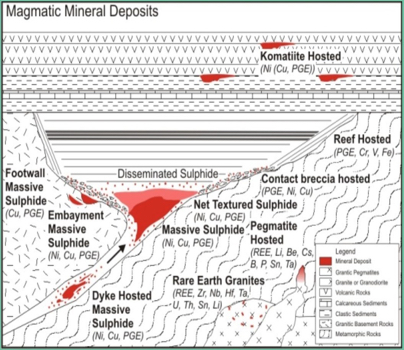 Magmatic Mineral Deposits
Komatiite Hosted
(Ni (Cu, PGE))
Reef Hosted
(PGE, Cr, V, Fe)
Disseminated Sulphide
Footwall
Massive
Sulphide
(Cu, PGE)
Contact breccia hosted
(PGE, Ni, Cu)
Embayment
Massive
Sulphide
(Ni, Cu, PGE)
Net Textured Sulphide
(Ni, Cu, PGE)
Massive Sulphide
(Ni, Cu, PGE)
Pegmatite
Hosted
(REE, Li, Be, Cs,
B, P, Sn, Ta)
Rare Earth Granites
(REE, Zr, Nb, Hf, Ta,
U, Th, Sn, Li)
Dyke Hosted
Massive
Sulphide
(Ni, Cu, PGE)
Legend
Mineral Deposit
Granitic Pegmatites
Granite or Granodiorite
Volcanic Rocks
Calcareous Sediments
Clastic Sediments
Granitic Basement Rocks
Metamorphic Rocks